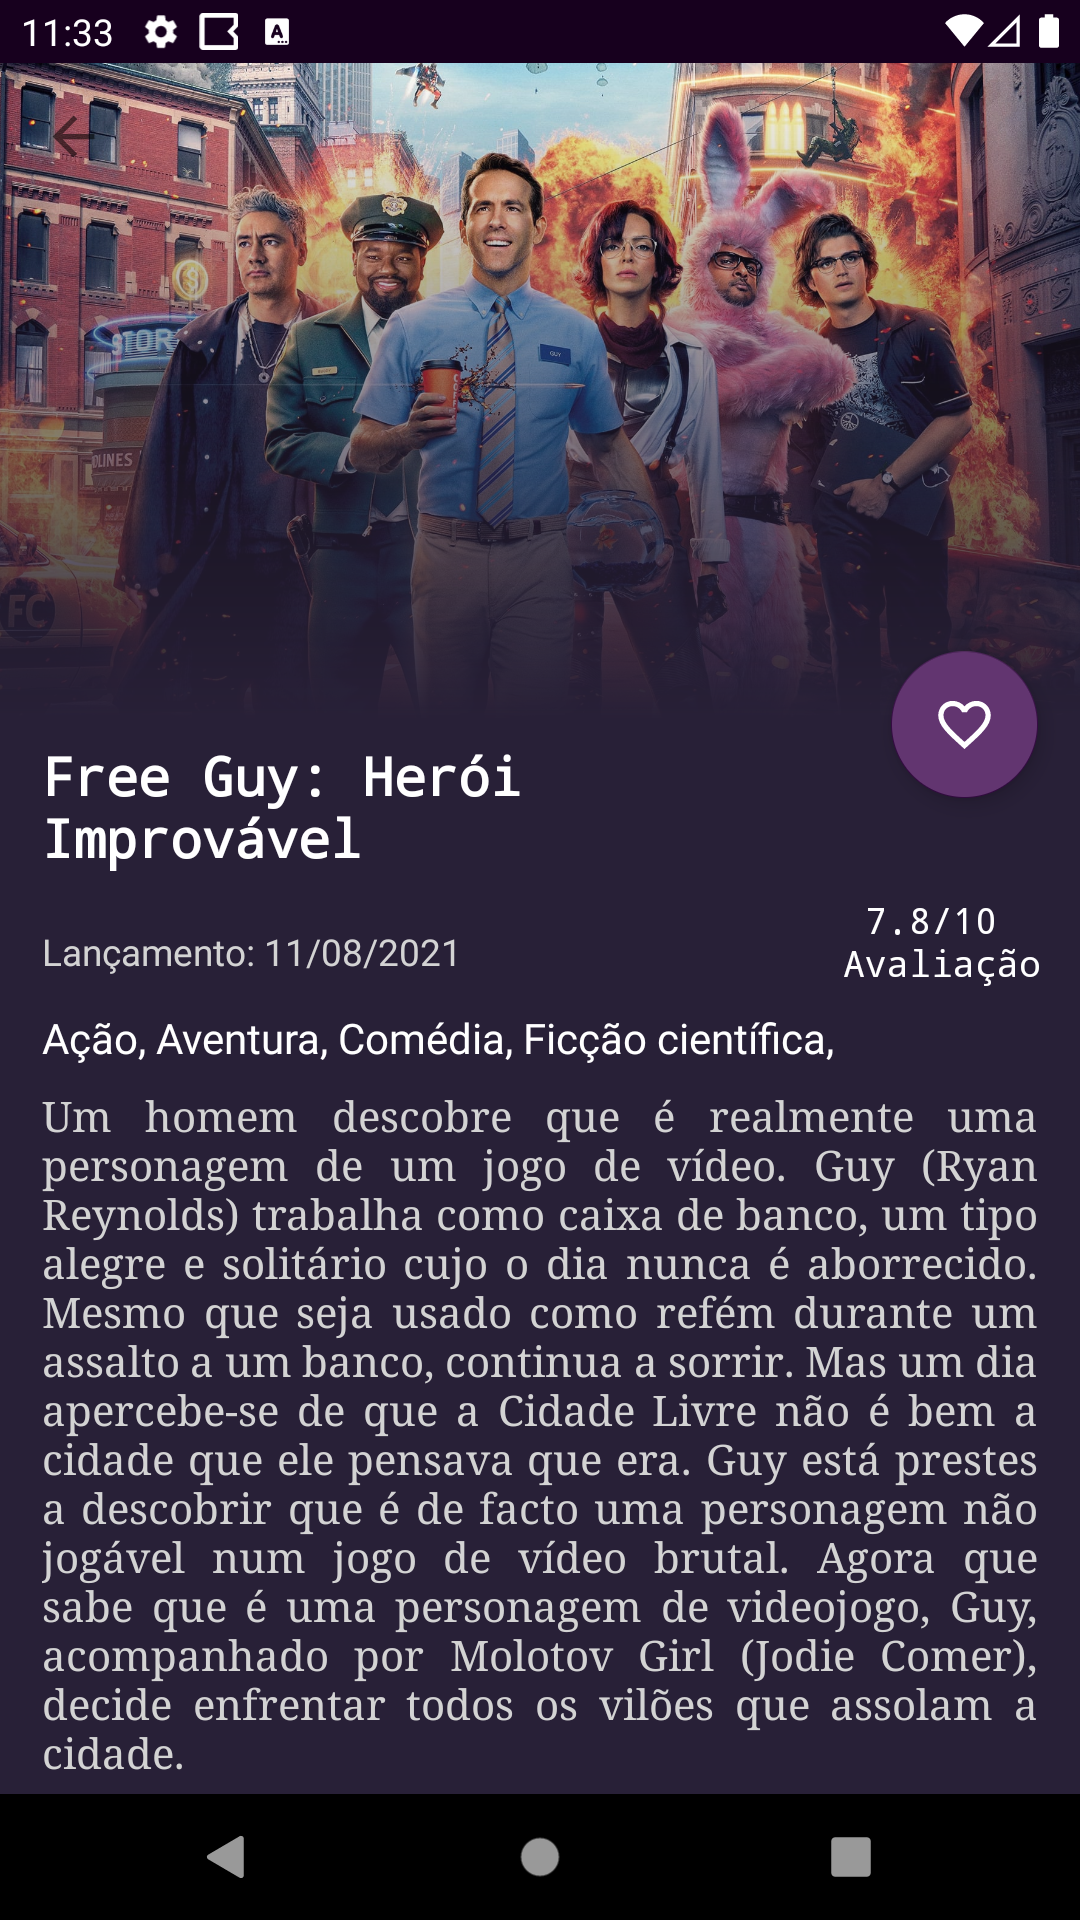 11:33
STOR
DLINES
GUY
FC
Free Guy: Herói
Improvável
7.8/10
Lançamento: 11/08/2021
Avaliação
Ação, Aventura, Comédia, Ficção científica,
Um homem descobre que é realmente uma
personagem de um jogo de vídeo. Guy (Ryan
Reynolds) trabalha como caixa de banco, um tipo
alegre e solitário cujo o dia nunca é aborrecido.
Mesmo que seja usado como refém durante um
assalto a um banco, continua a sorrir. Mas um dia
apercebe-se de que a Cidade Livre não é bem a
cidade que ele pensava que era. Guy está prestes
a descobrir que é de facto uma personagem não
jogável num jogo de vídeo brutal. Agora que
sabe que é uma personagem de videojogo, Guy,
acompanhado por Molotov Girl (Jodie Comer),
decide enfrentar todos os vilões que assolam a
cidade.